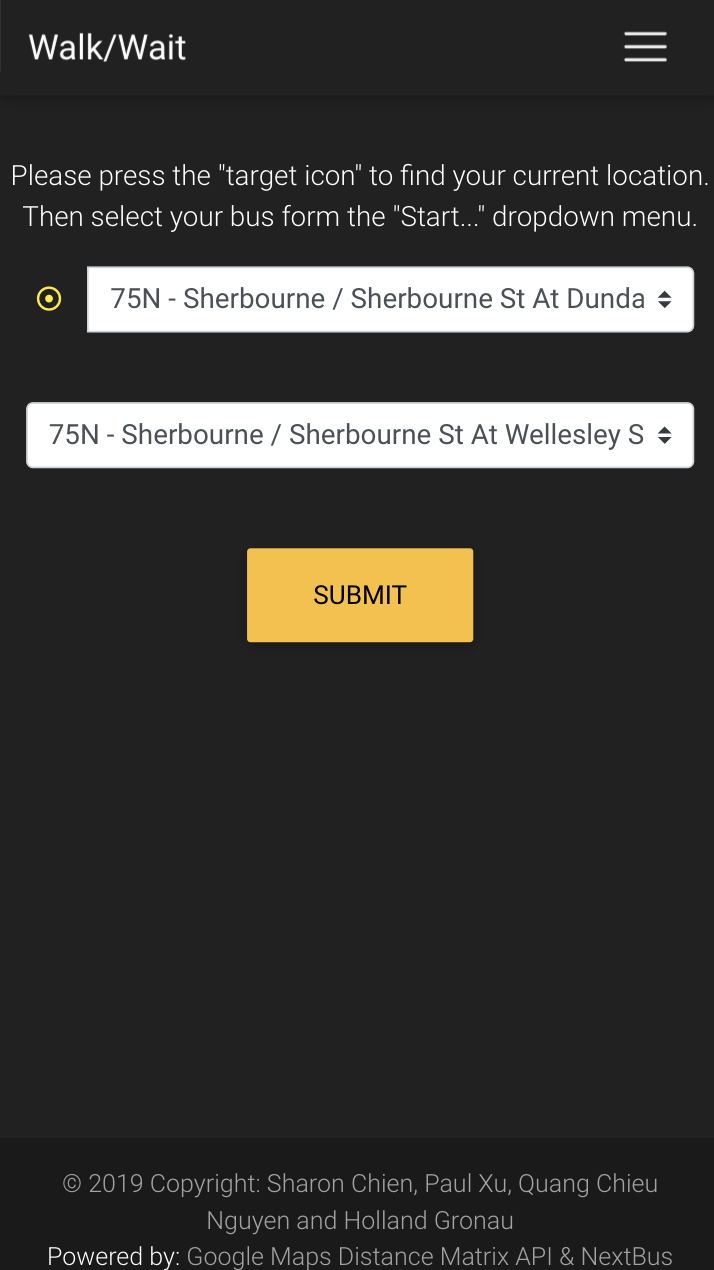 Walk/Wait
Please press the "target icon" to find your current location.
Then select your bus form the "Start..." dropdown menu.
75N - Sherbourne / Sherbourne St At Dunda
75N - Sherbourne / Sherbourne St At Wellesley S
SUBMIT
© 2019 Copyright: Sharon Chien, Paul Xu, Quang Chieu
Nguyen and Holland Gronau
Powered by: Google Maps Distance Matrix API & NextBus